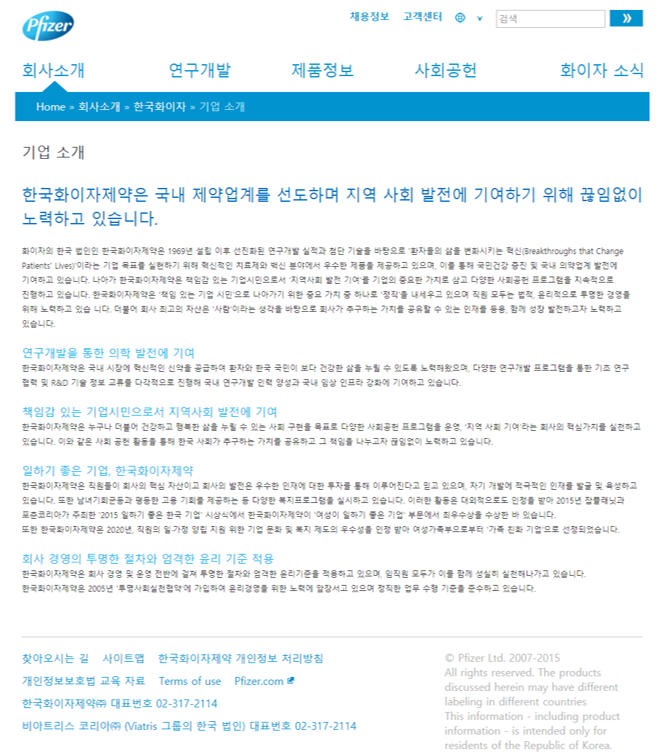 Pfizer
채용정보 고객센터
검색
회사소개 연구개발 제품정보 사회공헌 화이자 소식
Home » 회사소개 » 한국화이자 » 기업 소개
기업 소개
한국화이자제약은 국내 제약업계를 선도하며 지역 사회 발전에 기여하기 위해 끊임없이
노력하고 있습니다.
화이자의 한국 법인인 한국화이자제약은 1969년 설립 이후 선진화된 연구개발 실적과 첨단 기술을 바탕으로 '환자들의 삶을 변화시키는 혁신(Breakthroughs that Change
Patients' Lives)'이라는 기업 목표를 실현하기 위해 혁신적인 치료제와 백신 분야에서 우수한 제품을 제공하고 있으며, 이를 통해 국민건강 증진 및 국내 의약업계 발전에
기여하고 있습니다. 나아가 한국화이자제약은 책임감 있는 기업시민으로서 '지역사회 발전 기여'를 기업의 중요한 가치로 삼고 다양한 사회공헌 프로그램을 지속적으로
진행하고 있습니다. 한국화이자제약은 '책임 있는 기업 시민'으로 나아가기 위한 중요 가치 중 하나로 '정직'을 내세우고 있으며 직원 모두는 법적, 윤리적으로 투명한 경영을
위해 노력하고 있습 니다. 더불어 회사 최고의 자산은 '사람'이라는 생각을 바탕으로 회사가 추구하는 가치를 공유할 수 있는 인재를 등용, 함께 성장 발전하고자 노력하고
있습니다.
연구개발을 통한 의학 발전에 기여
한국화이자제약은 국내 시장에 혁신적인 신약을 공급하여 환자와 한국 국민이 보다 건강한 삶을 누릴 수 있도록 노력해왔으며, 다양한 연구개발 프로그램을 통한 기초 연구
협력 및 R&D 기술 정보 교류를 다각적으로 진행해 국내 연구개발 인력 양성과 국내 임상 인프라 강화에 기여하고 있습니다.
책임감 있는 기업시민으로서 지역사회 발전에 기여
한국화이자제약은 누구나 더불어 건강하고 행복한 삶을 누릴 수 있는 사회 구현을 목표로 다양한 사회공헌 프로그램을 운영, '지역 사회 기여'라는 회사의 핵심가치를 실천하고
있습니다. 이와 같은 사회 공헌 활동을 통해 한국 사회가 추구하는 가치를 공유하고 그 책임을 나누고자 끊임없이 노력하고 있습니다.
일하기 좋은 기업, 한국화이자제약
한국화이자제약은 직원들이 회사의 핵심 자산이고 회사의 발전은 우수한 인재에 대한 투자를 통해 이루어진다고 믿고 있으며, 자기 개발에 적극적인 인재를 발굴 및 육성하고
있습니다. 또한 남녀기회균등과 평등한 고용 기회를 제공하는 등 다양한 복지프로그램을 실시하고 있습니다. 이러한 활동은 대외적으로도 인정을 받아 2015년 잡플래닛과
포춘코리아가 주최한 '2015 일하기 좋은 한국 기업' 시상식에서 한국화이자제약이 '여성이 일하기 좋은 기업' 부문에서 최우수상을 수상한 바 있습니다.
또한 한국화이자제약은 2020년, 직원의 일·가정 양립 지원 위한 기업 문화 및 복지 제도의 우수성을 인정 받아 여성가족부으로부터 '가족 친화 기업'으로 선정되었습니다.
회사 경영의 투명한 절차와 엄격한 윤리 기준 적용
한국화이자제약은 회사 경영 및 운영 전반에 걸쳐 투명한 절차와 엄격한 윤리기준을 적용하고 있으며, 임직원 모두가 이를 함께 성실히 실천해나가고 있습니다.
한국화이자제약은 2005년 '투명사회실천협약'에 가입하여 윤리경영을 위한 노력에 앞장서고 있으며 정직한 업무 수행 기준을 준수하고 있습니다.
찾아오시는 길 사이트맵 한국화이자제약 개인정보 처리방침
개인정보보호법 교육 자료 Terms of use Pfizer.com
한국화이자제약㈜ 대표번호 02-317-2114
비아트리스 코리아㈜ (Viatris 그룹의 한국 법인) 대표번호 02-317-2114
© Pfizer Ltd. 2007-2015
All rights reserved. The products
discussed herein may have different
labeling in different countries
This information - including product
information - is intended only for
residents of the Republic of Korea.